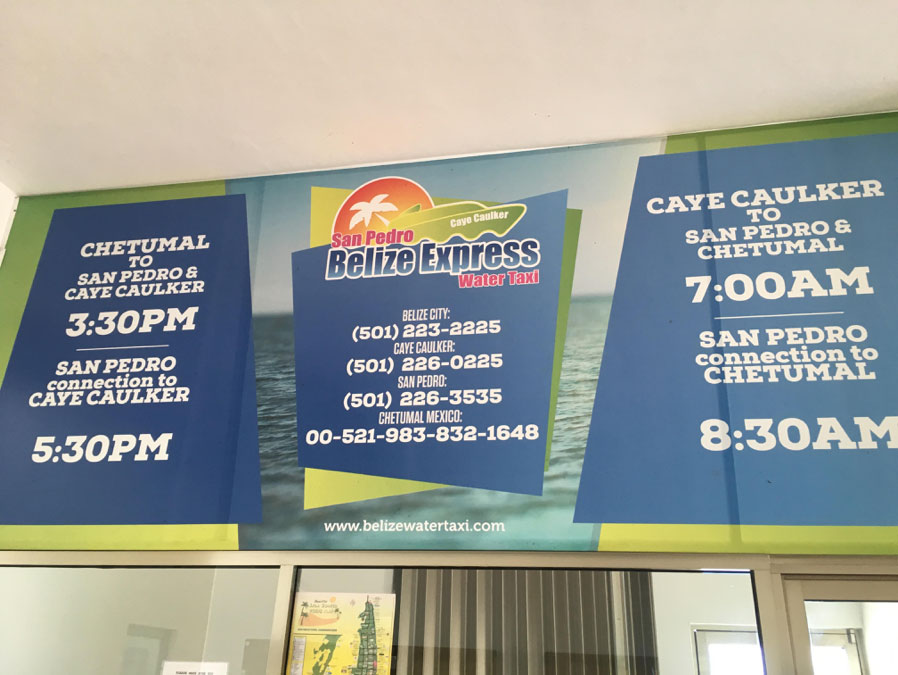 CHETUMAL
TO
SAN PEDRO &
CAYE CAULKER
3:30PM
SAN PEDRO
connection to
CAYE CAULKER
5:30PM
Caye Caulker
San Pedro
Belize Express
Water Taxi
BELIZE CITY:
(501) 223-2225
CAYE CAULKER:
(501) 226-0225
SAN PEDRO:
(501) 226-3535
CHETUMAL MEXICO:
00-521-983-832-1648
www.belizewatertaxi.com
CAYE CAULKER
TO
SAN PEDRO &
CHETUMAL
7:00AM
SAN PEDRO
connection to
CHETUMAL
8:30AM